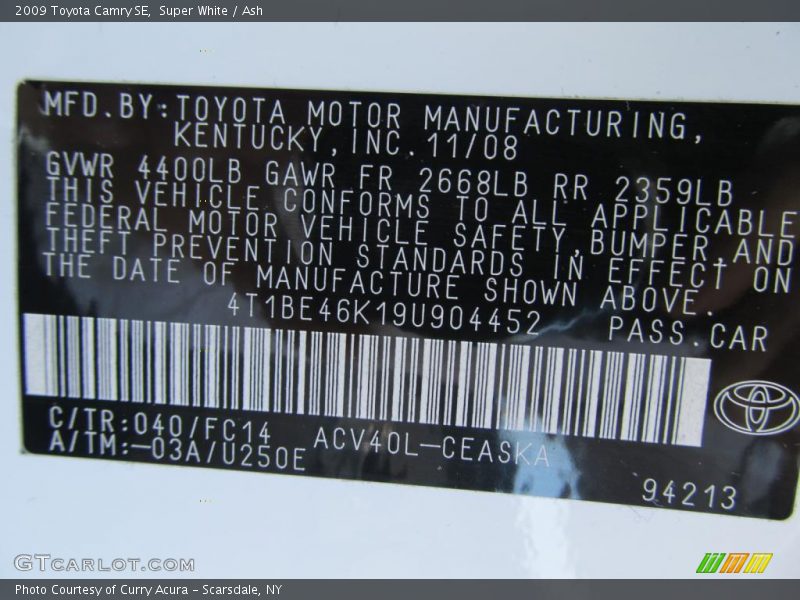 2009 Toyota Camry SE, Super White / Ash
MFD.BY:TOYOTA MOTOR MANUFACTURING,
KENTUCKY,INC.11/08
GVWR 4400LB GAWR FR 2668LB RR 2359LB
THIS VEHICLE CONFORMS TO ALL APPLICABLE
FEDERAL MOTOR VEHICLE SAFETY,BUMPER,AND
THEFT PREVENTION STANDARDS IN EFFECT ON
THE DATE OF MANUFACTURE SHOWN ABOVE.
4T1BE46K19U904452 PASS.CAR
C/TR:040/FC14 ACV40L-CEASKA
A/TM:-03A/U250E
94213
GTCARLOT.COM
Photo Courtesy of Curry Acura - Scarsdale, NY